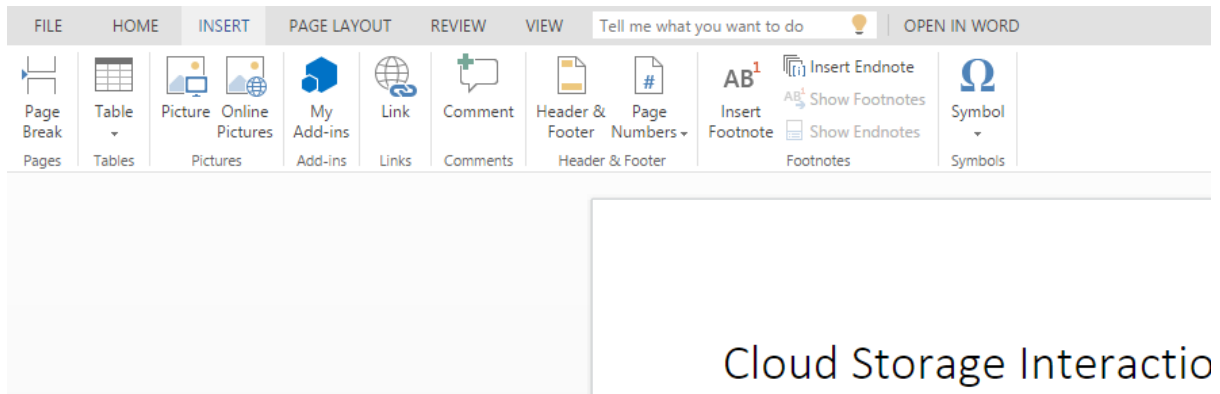 FILE HOME INSERT PAGE LAYOUT REVIEW VIEW Tell me what you want to do OPEN IN WORD
Page Break
Table
Picture
Online Pictures
My Add-ins
Link
Comment
Header & Footer
#
Page Numbers
AB1
Insert Footnote
[i] Insert Endnote
AB1 Show Footnotes
Show Endnotes
Ω
Symbol
Pages Tables Pictures Add-ins Links Comments Header & Footer Footnotes Symbols
Cloud Storage Interactio